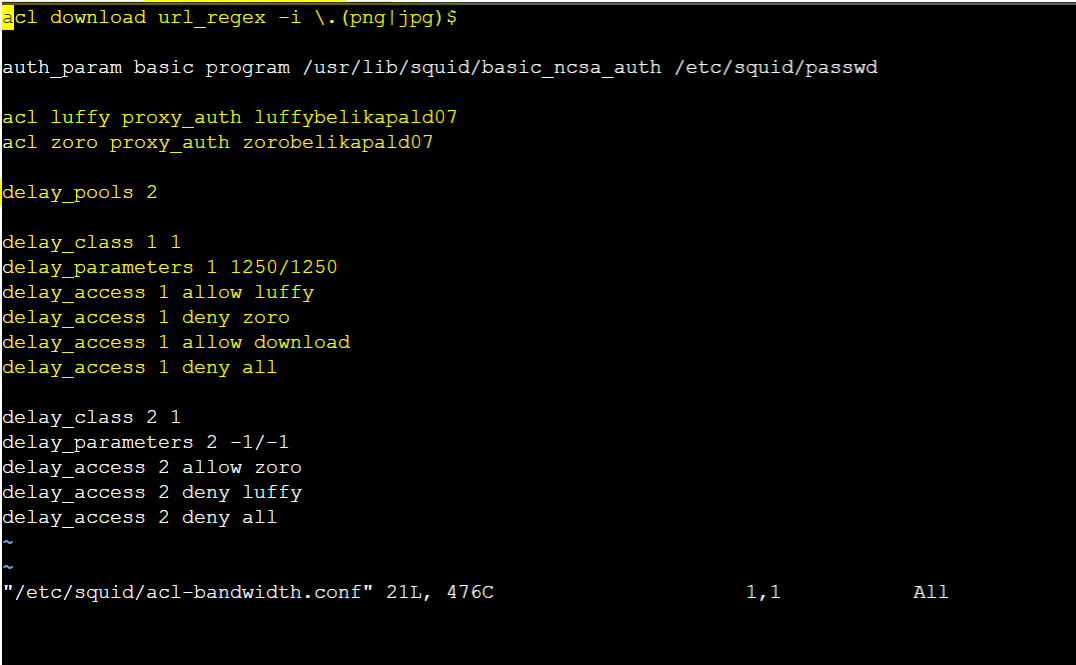 acl download url_regex -i \.(png|jpg)$
auth_param basic program /usr/lib/squid/basic_ncsa_auth /etc/squid/passwd
acl luffy proxy_auth luffybelikapald07
acl zoro proxy_auth zorobelikapald07
delay_pools 2
delay_class 1 1
delay_parameters 1 1250/1250
delay_access 1 allow luffy
delay_access 1 deny zoro
delay_access 1 allow download
delay_access 1 deny all
delay_class 2 1
delay_parameters 2 -1/-1
delay_access 2 allow zoro
delay_access 2 deny luffy
delay_access 2 deny all
~
~
"/etc/squid/acl-bandwidth.conf" 21L, 476C 1,1 All